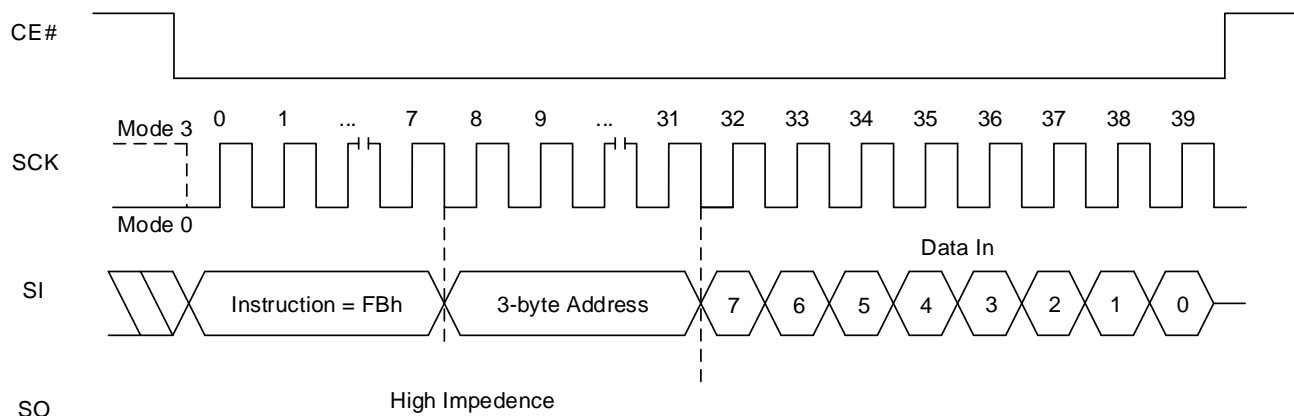 CE#
Mode 3
0 1 ... 7 8 9 ... 31 32 33 34 35 36 37 38 39
SCK
Mode 0
Data In
SI
Instruction = FBh 3-byte Address 7 6 5 4 3 2 1 0
High Impedence
SO